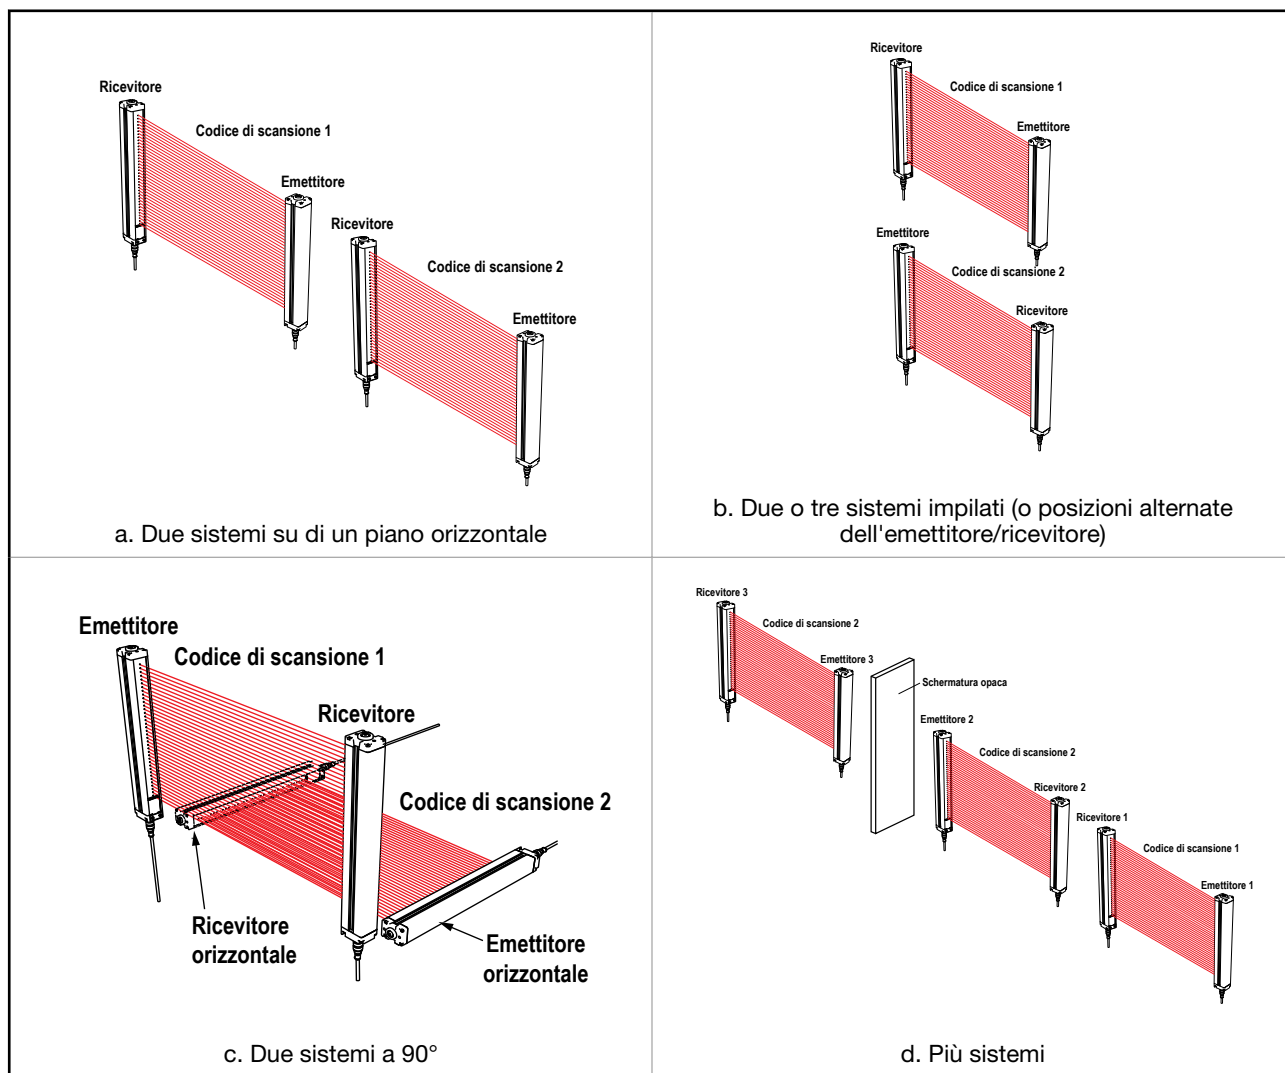 Ricevitore
Codice di scansione 1
Emettitore
Ricevitore
Codice di scansione 2
Emettitore
a. Due sistemi su di un piano orizzontale
Ricevitore
Codice di scansione 1
Emettitore
Emettitore
Codice di scansione 2
Ricevitore
b. Due o tre sistemi impilati (o posizioni alternate
dell'emettitore/ricevitore)
Emettitore
Codice di scansione 1
Ricevitore
Codice di scansione 2
Ricevitore
orizzontale
Emettitore
orizzontale
c. Due sistemi a 90°
Ricevitore 3
Codice di scansione 2
Emettitore 3
Schermatura opaca
Emettitore 2
Codice di scansione 2
Ricevitore 2
Ricevitore 1
Codice di scansione 1
Emettitore 1
d. Più sistemi